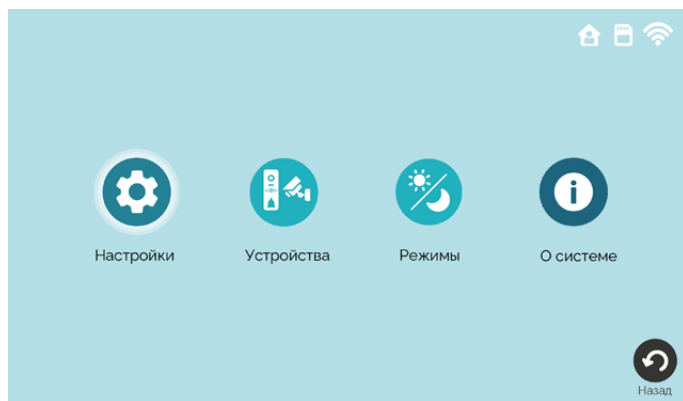 Настройки
Устройства
Режимы
О системе
Назад